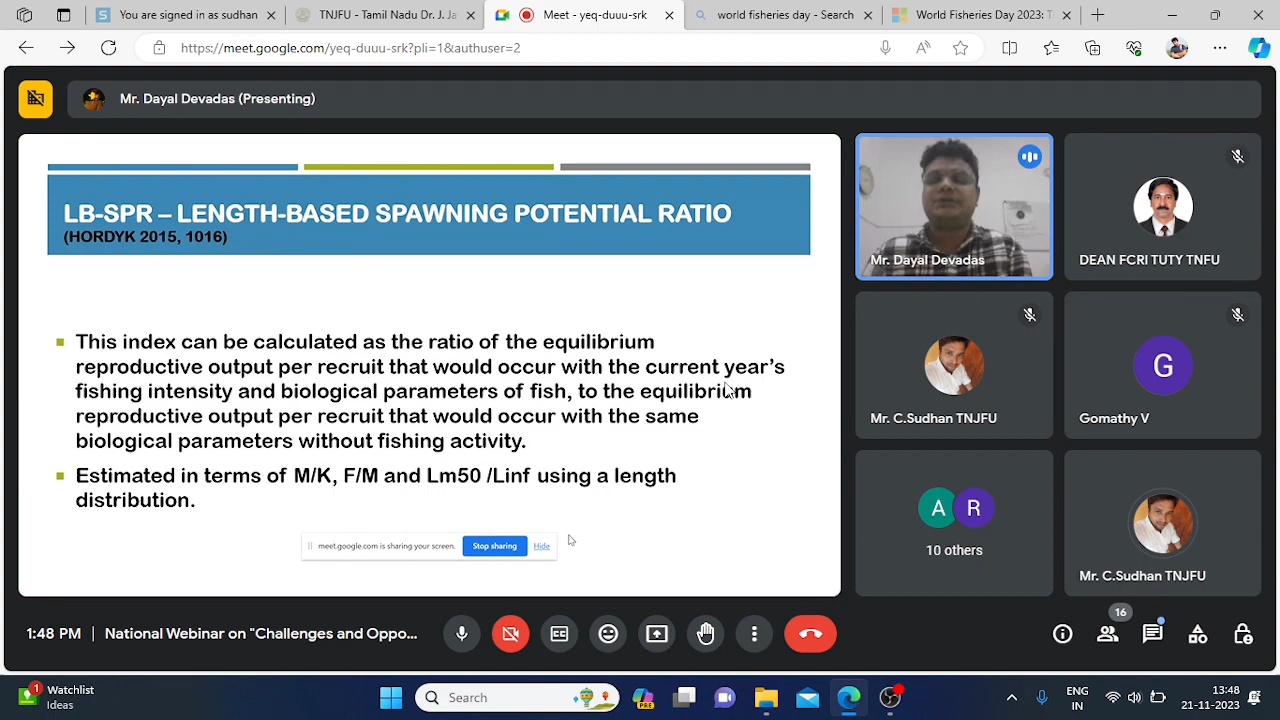 You are signed in as sudhan
TNJFU - Tamil Nadu Dr. J. Ja
Meet - yeq-duuu-srk
world fisheries day - Search
World Fisheries Day 2023: T
https://meet.google.com/yeq-duuu-srk?pli=1&authuser=2
Mr. Dayal Devadas (Presenting)
LB-SPR – LENGTH-BASED SPAWNING POTENTIAL RATIO
(HORDYK 2015, 1016)
This index can be calculated as the ratio of the equilibrium
reproductive output per recruit that would occur with the current year's
fishing intensity and biological parameters of fish, to the equilibrium
reproductive output per recruit that would occur with the same
biological parameters without fishing activity.
Estimated in terms of M/K, F/M and Lm50 /Linf using a length
distribution.
meet.google.com is sharing your screen.
Stop sharing
Hide
Mr. Dayal Devadas
DEAN FCRI TUTY TNFU
Mr. C.Sudhan TNJFU
G
Gomathy V
A
R
10 others
Mr. C.Sudhan TNJFU
1:48 PM | National Webinar on "Challenges and Oppo...
16
1
Watchlist
Ideas
Search
PRE
ENG
IN
13:48
21-11-2023